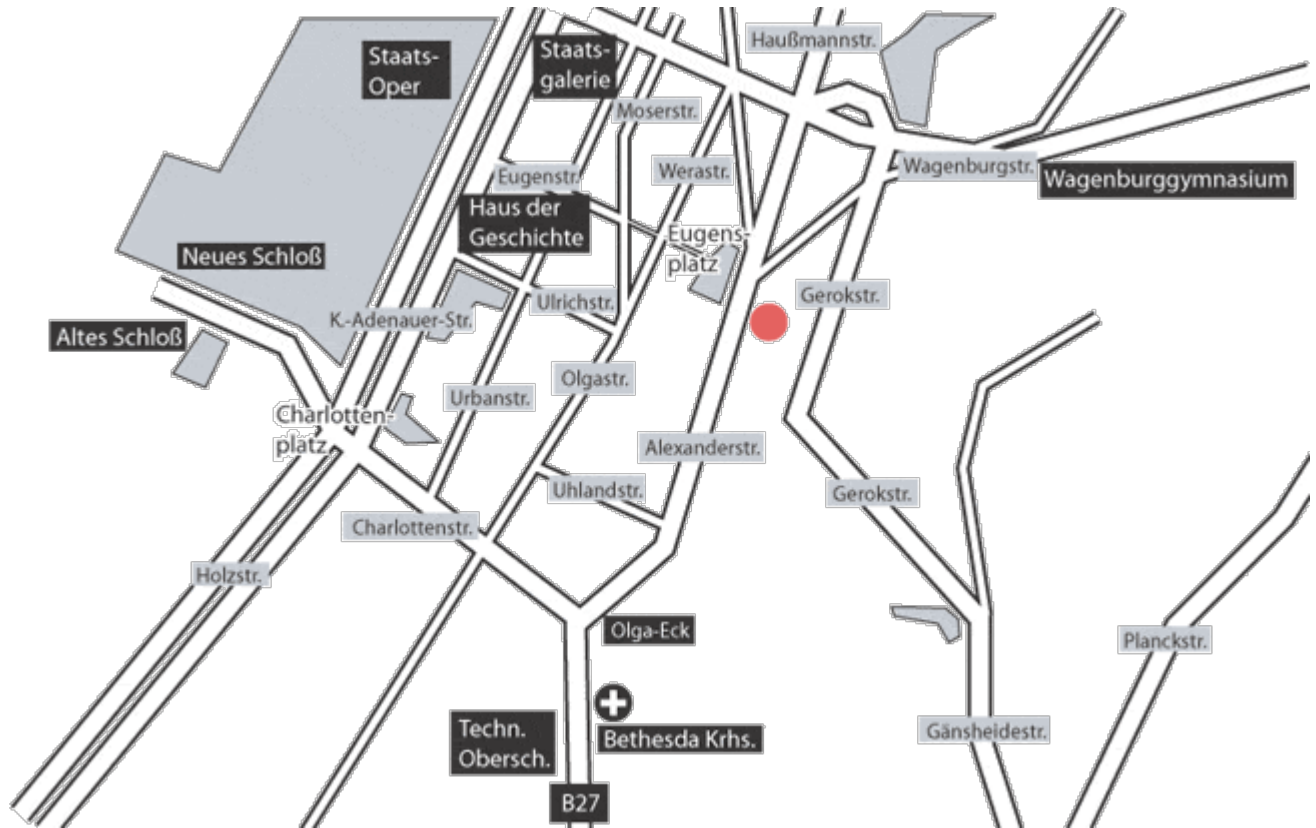 Haußmannstr.
Staats-
Oper
Staats-
galerie
Moserstr.
Werastr.
Wagenburgstr.
Wagenburggymnasium
Eugenstr.
Haus der
Geschichte
Eugens-
platz
Neues Schloß
Gerokstr.
Ulrichstr.
K.-Adenauer-Str.
Altes Schloß
Olgastr.
Urbanstr.
Charlotten-
platz
Alexanderstr.
Uhlandstr.
Gerokstr.
Charlottenstr.
Holzstr.
Olga-Eck
Planckstr.
Techn.
Obersch.
Bethesda Krhs.
Gänsheidestr.
B27